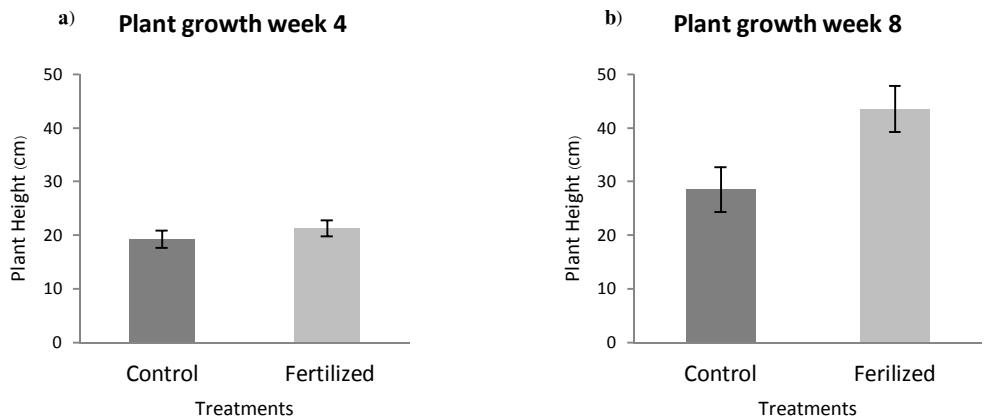 a) Plant growth week 4
50
40
30
20
10
0
Plant Height (cm)
Control Fertilized
Treatments
b) Plant growth week 8
50
40
30
20
10
0
Plant Height (cm)
Control Ferilized
Treatments